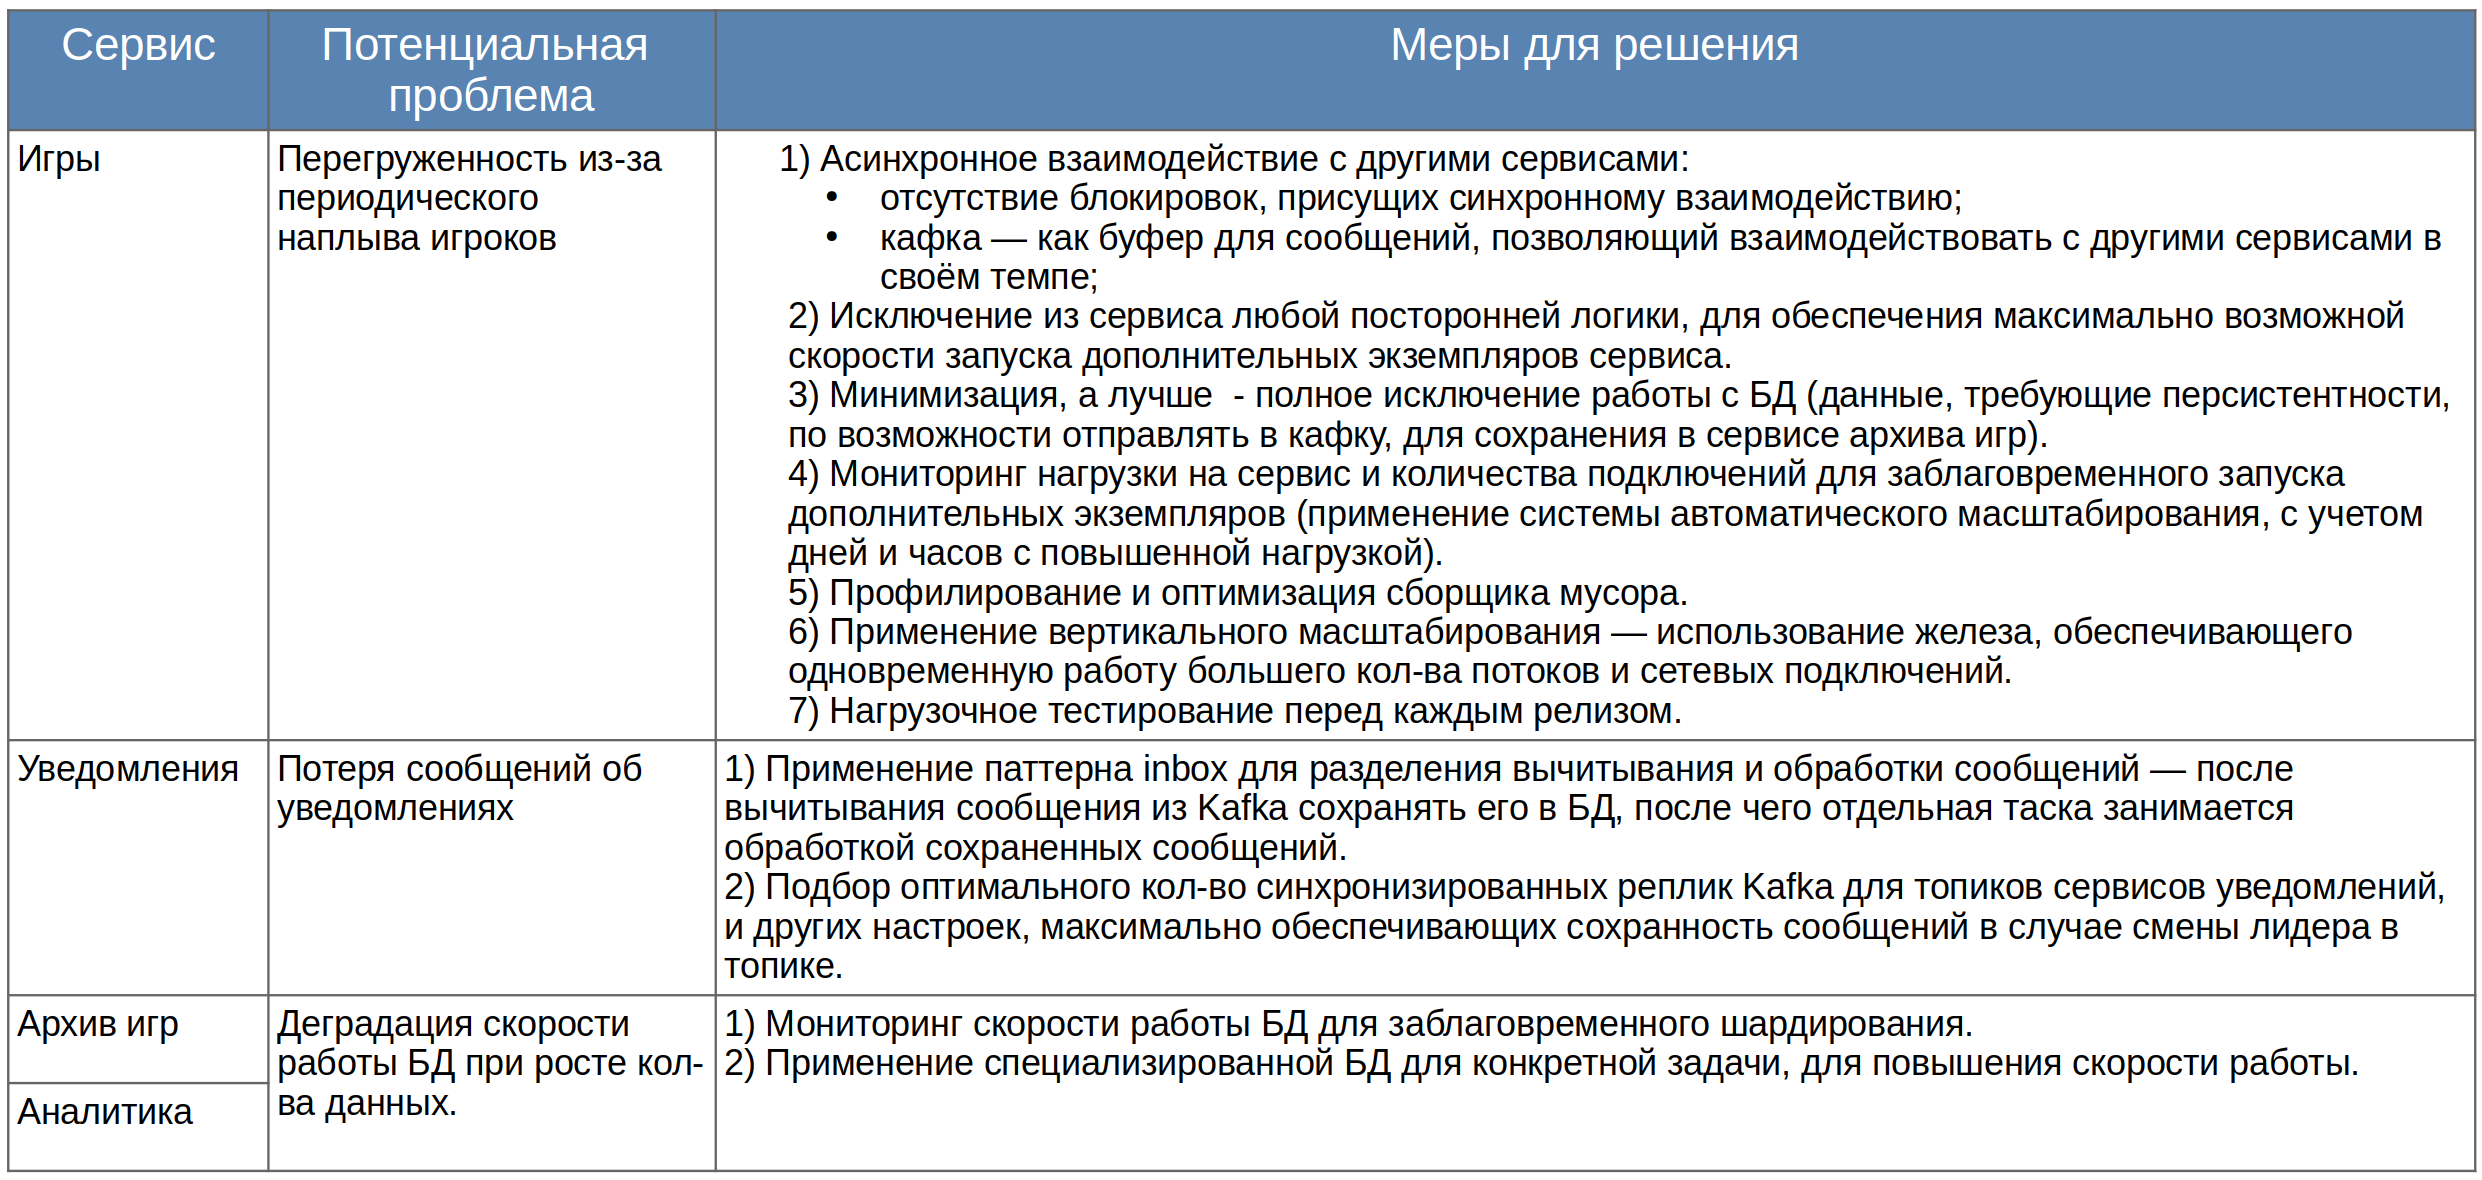 Сервис
Потенциальная
проблема
Меры для решения
Игры
Перегруженность из-за
периодического
наплыва игроков
1) Асинхронное взаимодействие с другими сервисами:
• отсутствие блокировок, присущих синхронному взаимодействию;
• кафка — как буфер для сообщений, позволяющий взаимодействовать с другими сервисами в
своём темпе;
2) Исключение из сервиса любой посторонней логики, для обеспечения максимально возможной
скорости запуска дополнительных экземпляров сервиса.
3) Минимизация, а лучше  - полное исключение работы с БД (данные, требующие персистентности,
по возможности отправлять в кафку, для сохранения в сервисе архива игр).
4) Мониторинг нагрузки на сервис и количества подключений для заблаговременного запуска
дополнительных экземпляров (применение системы автоматического масштабирования, с учетом
дней и часов с повышенной нагрузкой).
5) Профилирование и оптимизация сборщика мусора.
6) Применение вертикального масштабирования — использование железа, обеспечивающего
одновременную работу большего кол-ва потоков и сетевых подключений.
7) Нагрузочное тестирование перед каждым релизом.
Уведомления
Потеря сообщений об
уведомлениях
1) Применение паттерна inbox для разделения вычитывания и обработки сообщений — после
вычитывания сообщения из Kafka сохранять его в БД, после чего отдельная таска занимается
обработкой сохраненных сообщений.
2) Подбор оптимального кол-во синхронизированных реплик Kafka для топиков сервисов уведомлений,
и других настроек, максимально обеспечивающих сохранность сообщений в случае смены лидера в
топике.
Архив игр
Деградация скорости
работы БД при росте кол-
ва данных.
1) Мониторинг скорости работы БД для заблаговременного шардирования.
2) Применение специализированной БД для конкретной задачи, для повышения скорости работы.
Аналитика